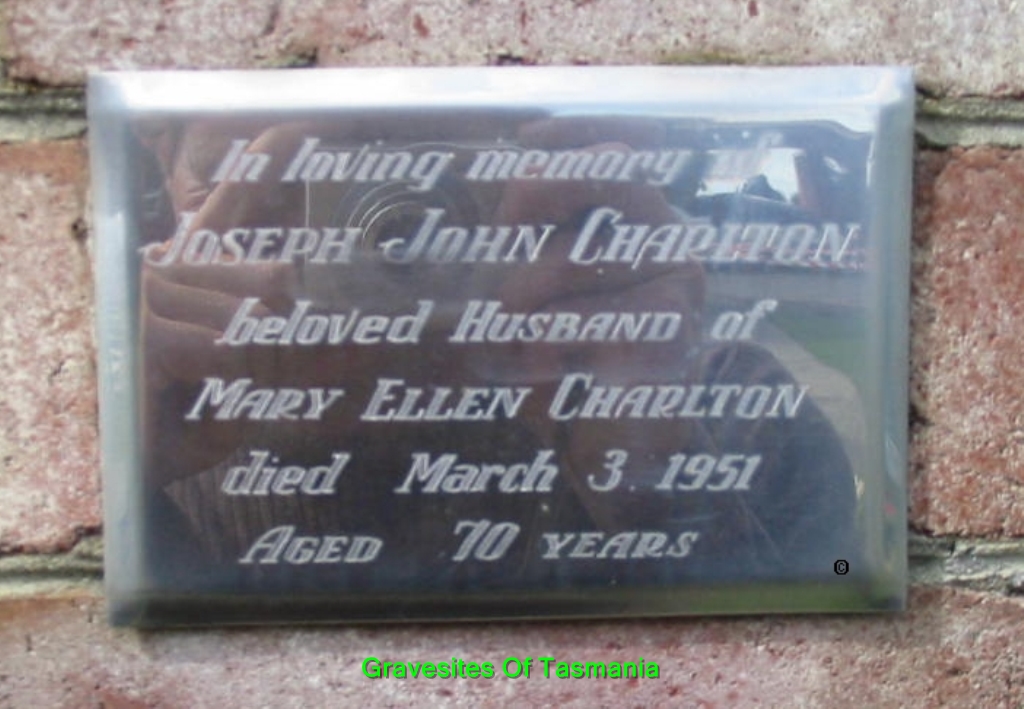 In loving memory of
JOSEPH JOHN CHARLTON
beloved HUSBAND of
MARY ELLEN CHARLTON
died March 3. 1951
AGED 70 YEARS
©
Gravesites Of Tasmania